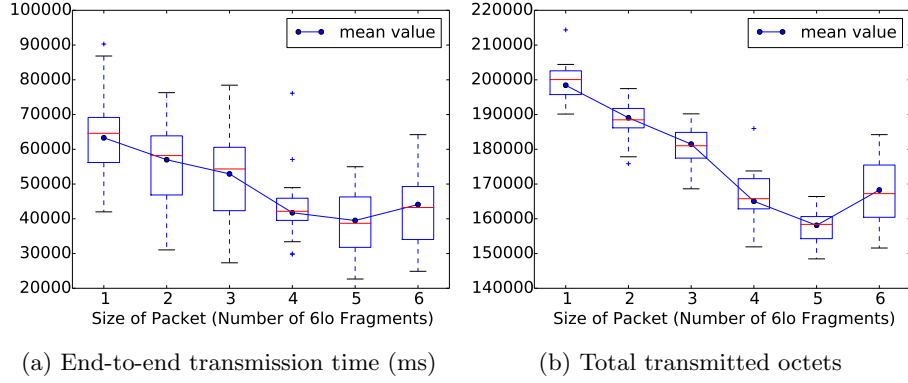 100000
90000
80000
70000
60000
50000
40000
30000
20000
mean value
1 2 3 4 5 6
Size of Packet (Number of 6lo Fragments)
(a) End-to-end transmission time (ms)
220000
210000
200000
190000
180000
170000
160000
150000
140000
mean value
1 2 3 4 5 6
Size of Packet (Number of 6lo Fragments)
(b) Total transmitted octets